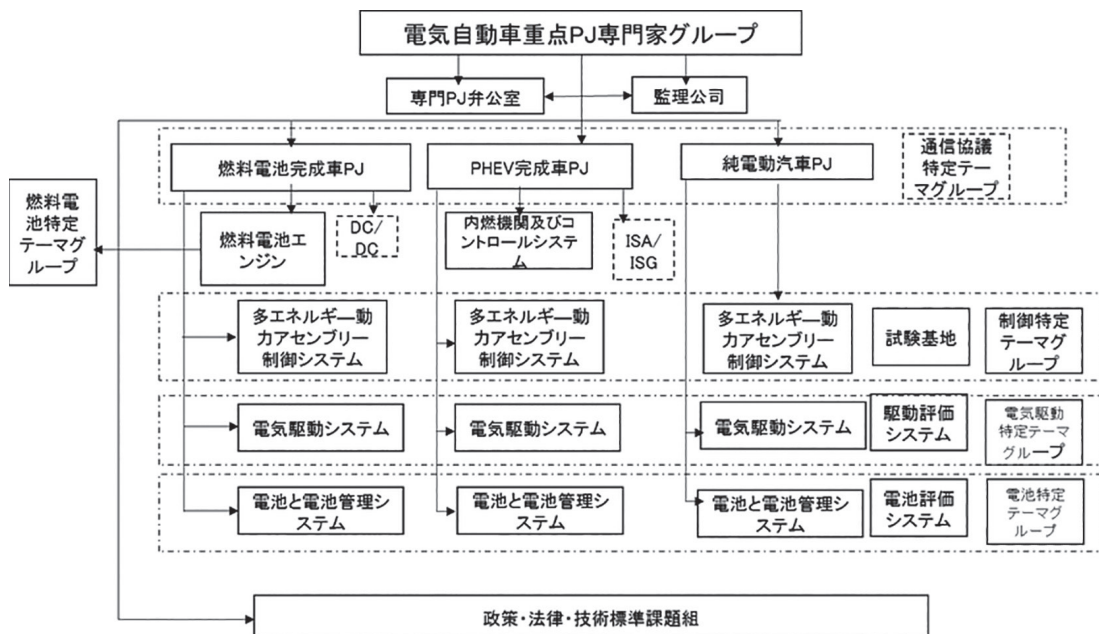 電気自動車重点PJ専門家グループ
専門PJ弁公室
監理公司
燃料電池完成車PJ
PHEV完成車PJ
純電動汽車PJ
通信協議
特定テー
マグループ
燃料電
池特定
テーマグ
ループ
燃料電池エ
ンジン
DC/
DC
内燃機関及びコ
ントロールシステ
ム
ISA/
ISG
多エネルギー動
力アセンブリー
制御システム
多エネルギー動
力アセンブリー
制御システム
多エネルギー動
力アセンブリー
制御システム
試験基地
制御特定
テーマグ
ループ
電気駆動システム
電気駆動システム
電気駆動システム
駆動評価
システム
電気駆動
特定テーマ
グループ
電池と電池管理シ
ステム
電池と電池管理シ
ステム
電池と電池管理シ
ステム
電池評価
システム
電池特定
テーマグ
ループ
政策・法律・技術標準課題組